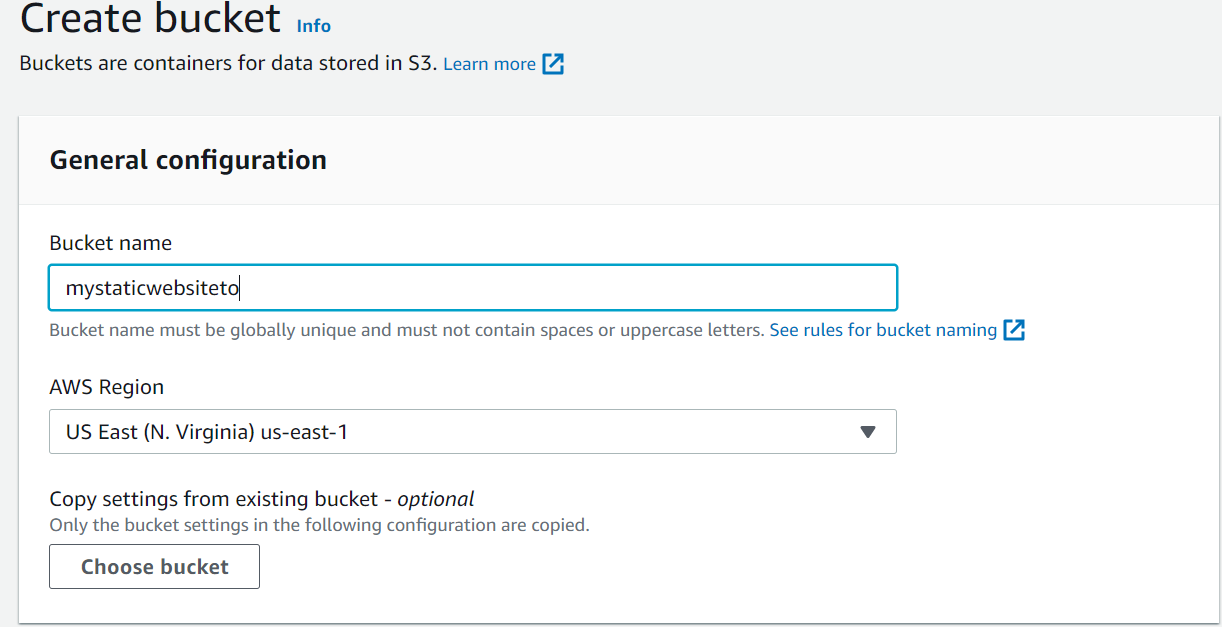 Create bucket Info
Buckets are containers for data stored in S3. Learn more
General configuration
Bucket name
mystaticwebsiteto
Bucket name must be globally unique and must not contain spaces or uppercase letters. See rules for bucket naming
AWS Region
US East (N. Virginia) us-east-1
Copy settings from existing bucket - optional
Only the bucket settings in the following configuration are copied.
Choose bucket